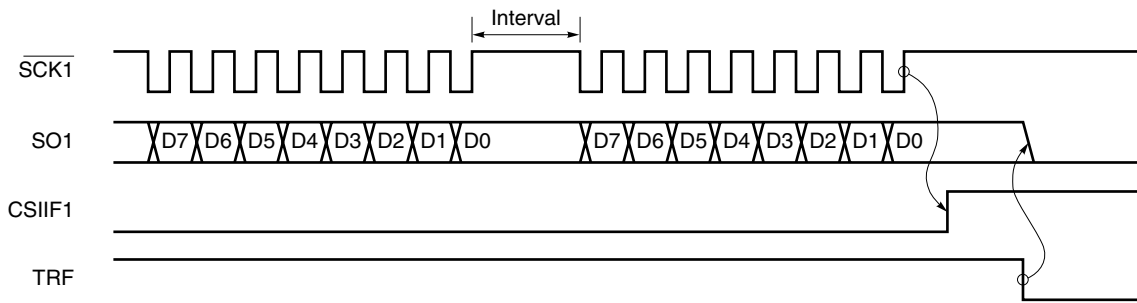 Interval
SCK1
SO1 D7 D6 D5 D4 D3 D2 D1 D0 D7 D6 D5 D4 D3 D2 D1 D0
CSIIF1
TRF